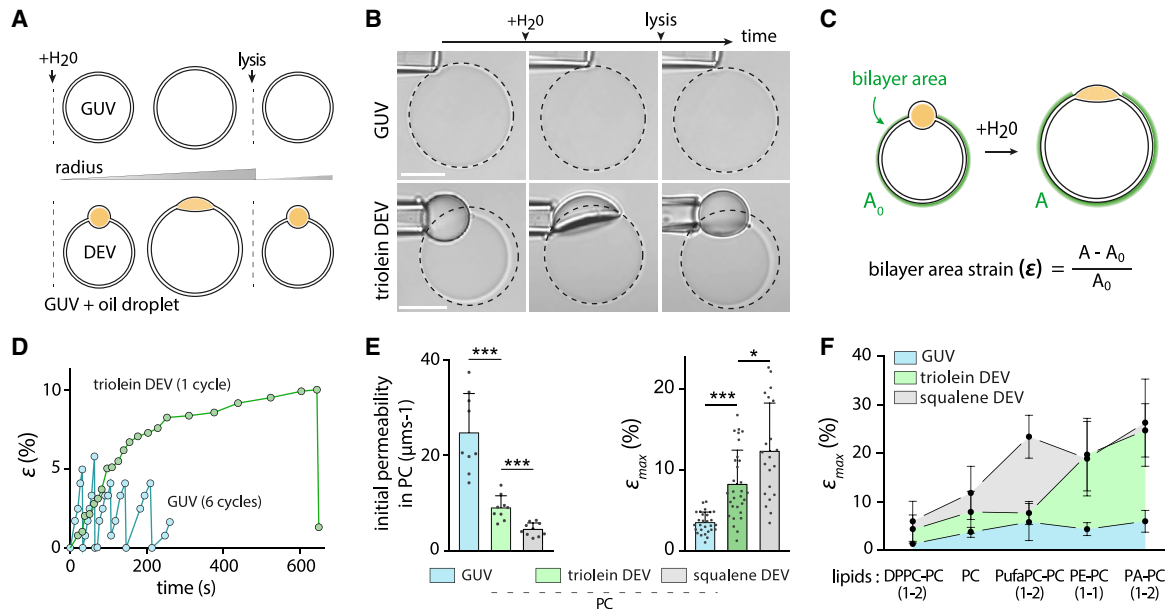 A
+H20
lysis
GUV
radius
DEV
GUV + oil droplet
B
+H20
lysis
time
GUV
triolein DEV
C
bilayer area
+H20
A0
A
bilayer area strain (ε) = A - A0
A0
D
ε (%)
10
5
0
triolein DEV (1 cycle)
GUV (6 cycles)
0
200
400
600
time (s)
E
initial permeability
in PC (µms-1)
40
20
0
***
***
εmax (%)
20
10
0
***
*
GUV
triolein DEV
squalene DEV
PC
F
GUV
triolein DEV
squalene DEV
εmax (%)
40
30
20
10
0
lipids :
DPPC-PC
(1-2)
PC
PufaPC-PC
(1-2)
PE-PC
(1-1)
PA-PC
(1-2)